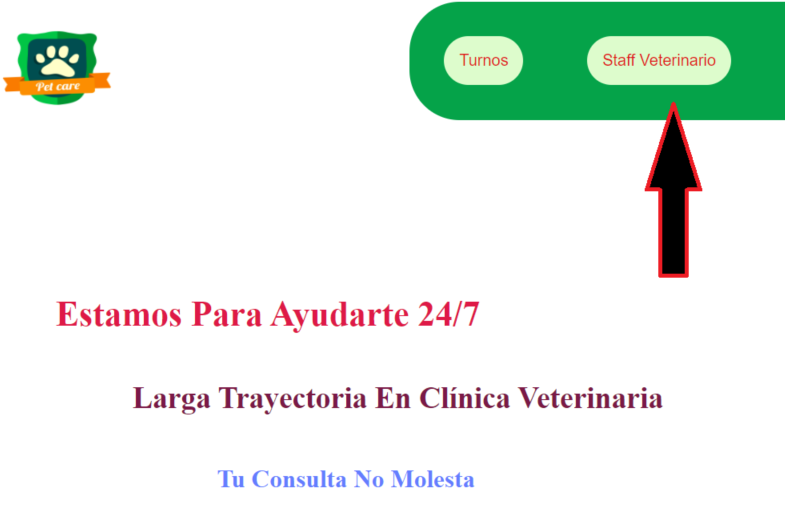 Pet care
Turnos
Staff Veterinario
Estamos Para Ayudarte 24/7
Larga Trayectoria En Clínica Veterinaria
Tu Consulta No Molesta